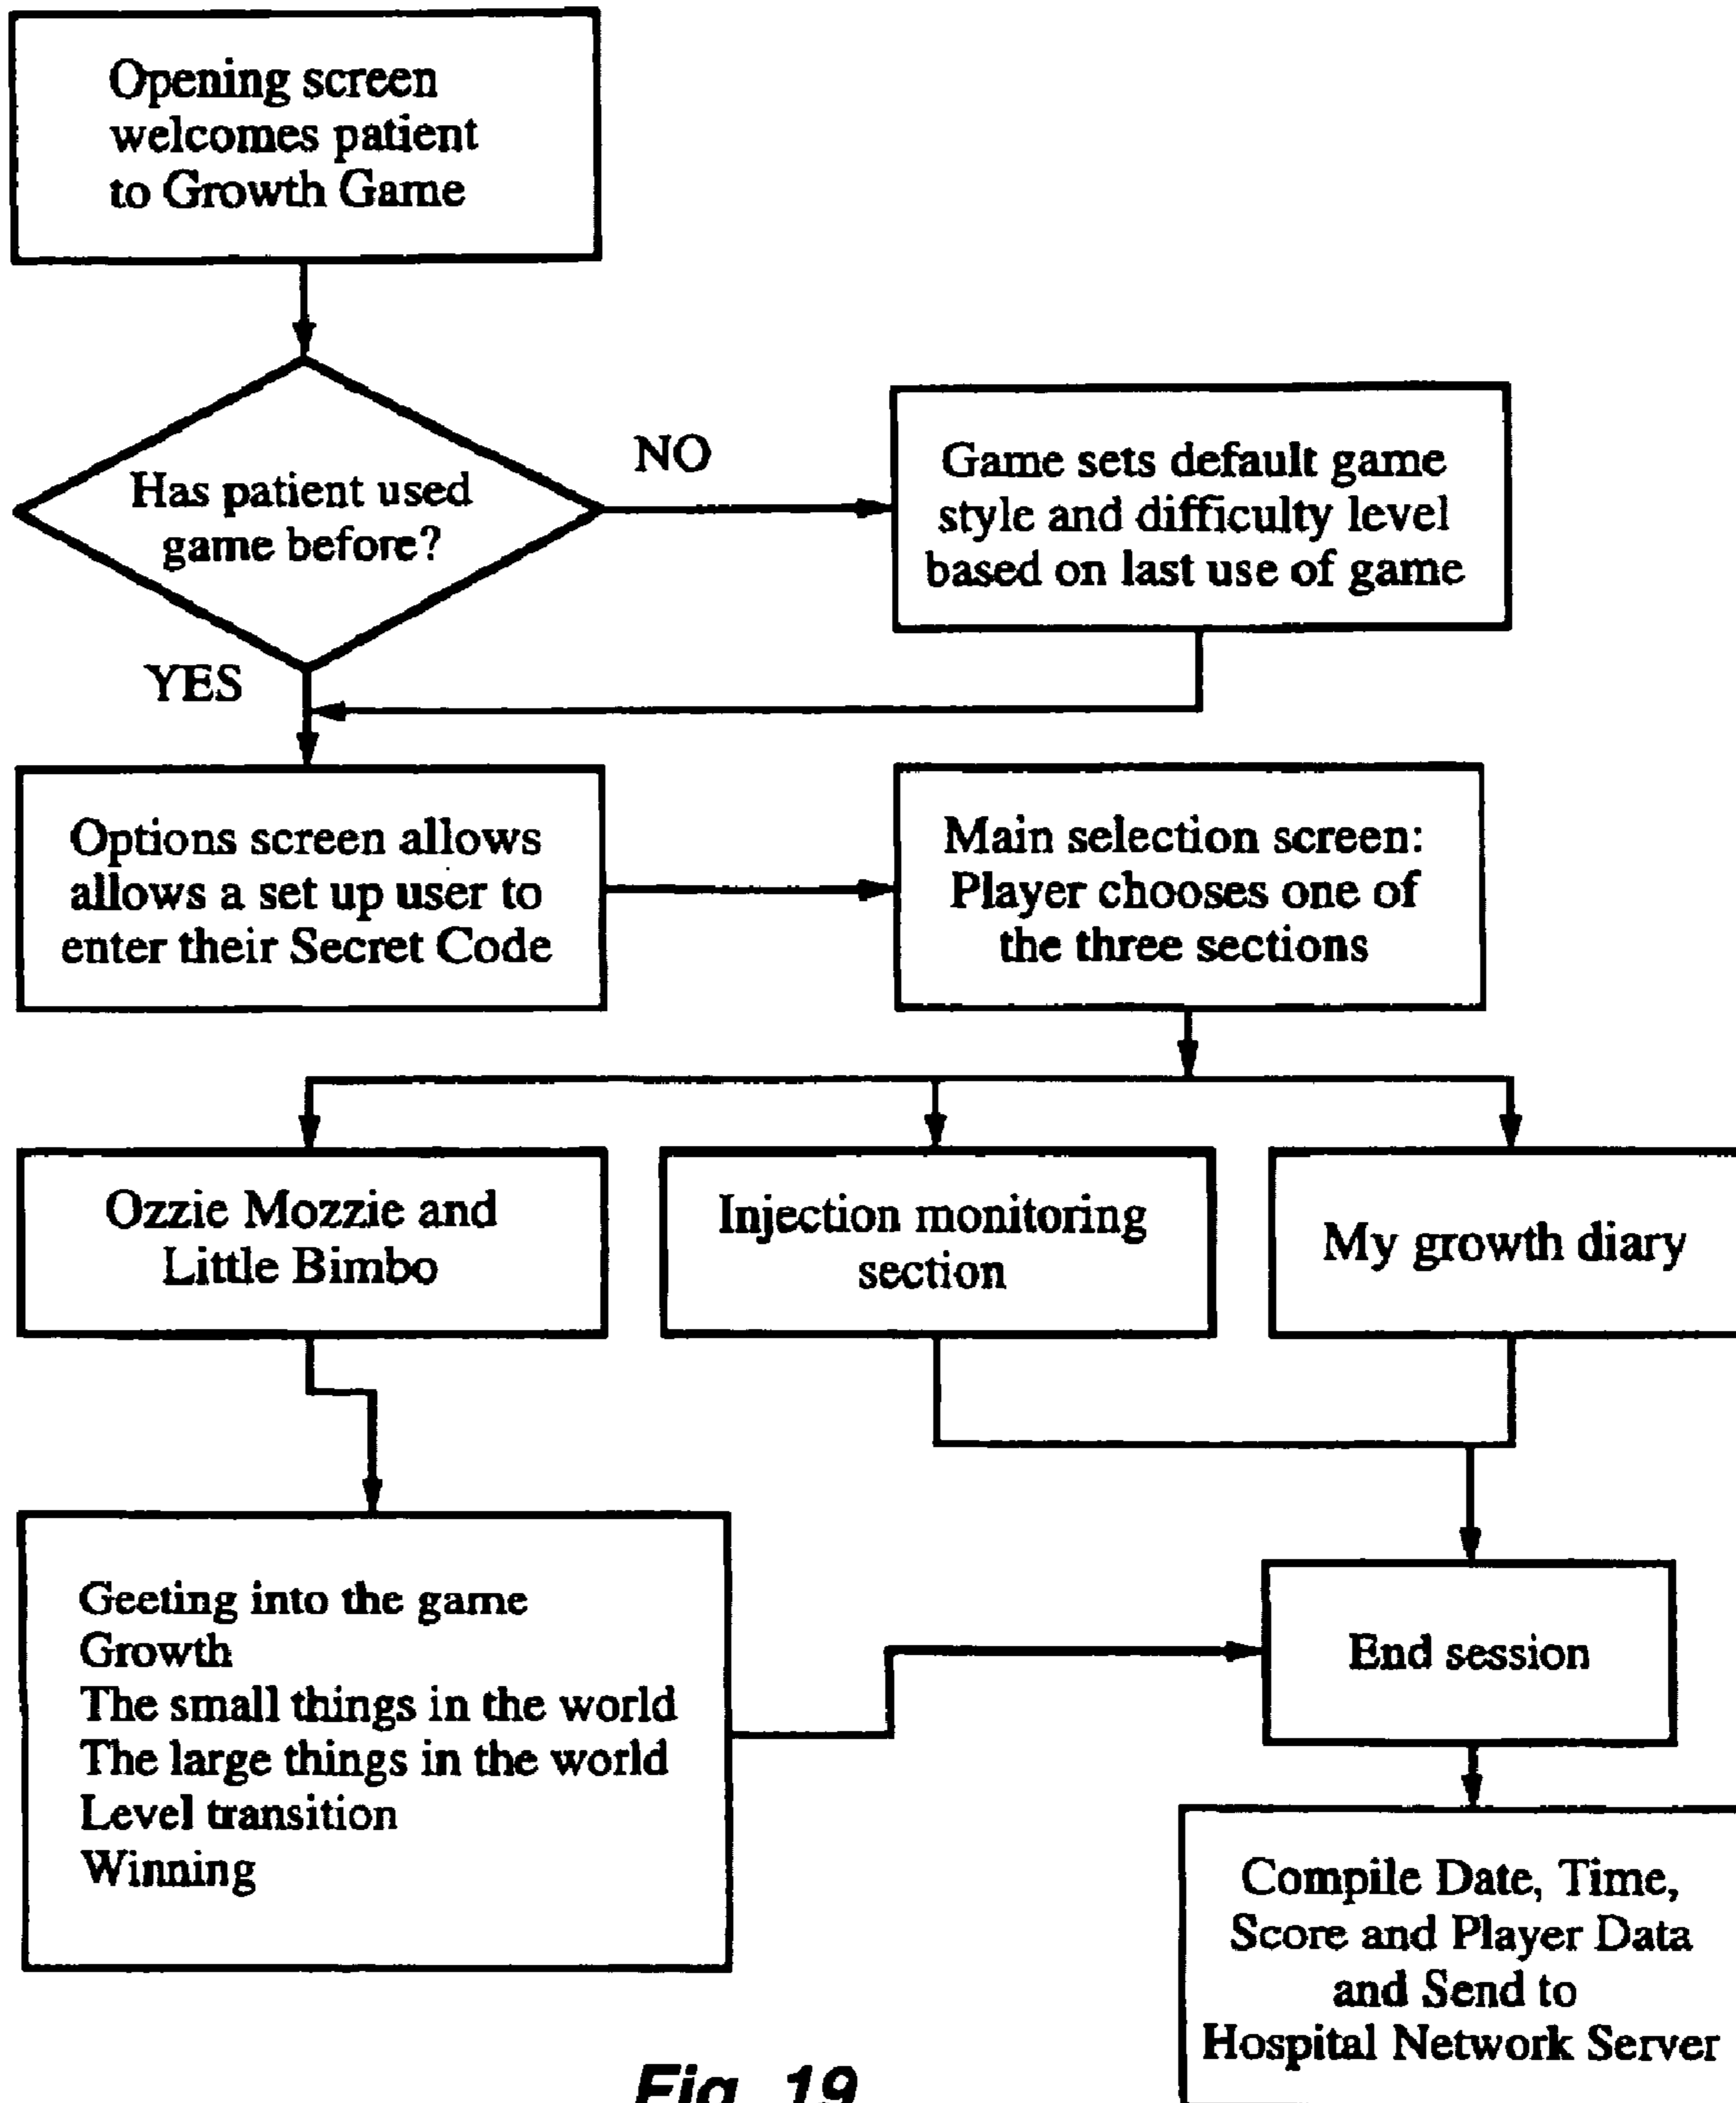 Opening screen
welcomes patient
to Growth Game
Has patient used
game before?
NO
Game sets default game
style and difficulty level
based on last use of game
YES
Options screen allows
allows a set up user to
enter their Secret Code
Main selection screen:
Player chooses one of
the three sections
Ozzie Mozzie and
Little Bimbo
Injection monitoring
section
My growth diary
Geeting into the game
Growth
The small things in the world
The large things in the world
Level transition
Winning
End session
Compile Date, Time,
Score and Player Data
and Send to
Hospital Network Server
Fig. 19